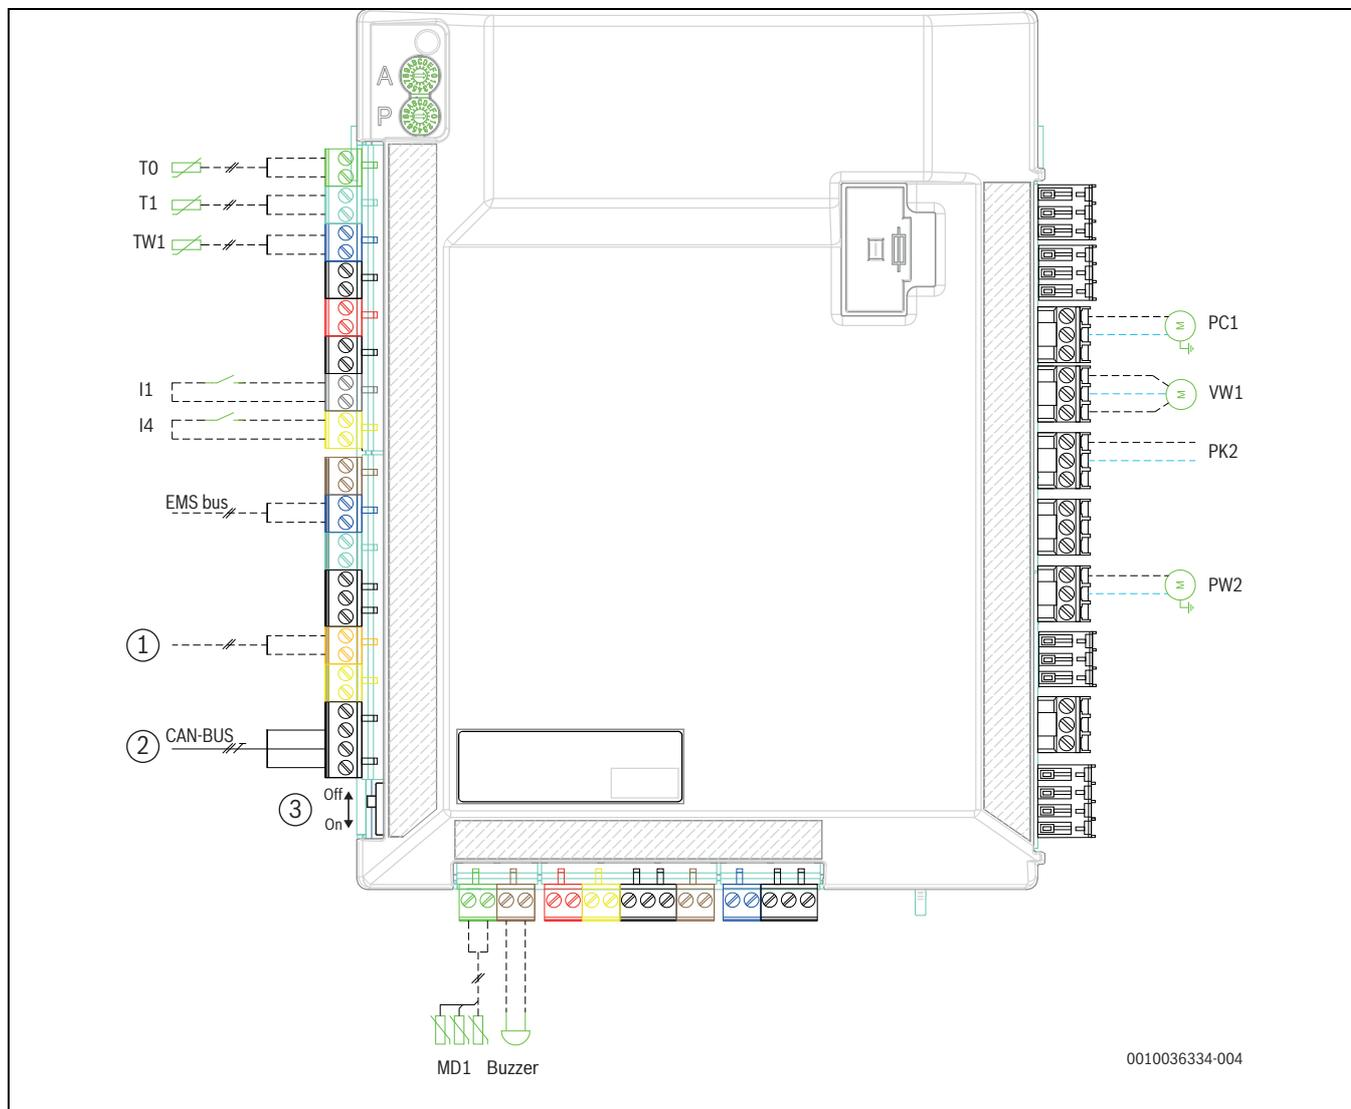 A
P
T0
T1
TW1
I1
I4
EMS bus
1
2 CAN-BUS
3 Off
On
PC1
M
VW1
M
PK2
PW2
M
MD1 Buzzer
0010036334-004